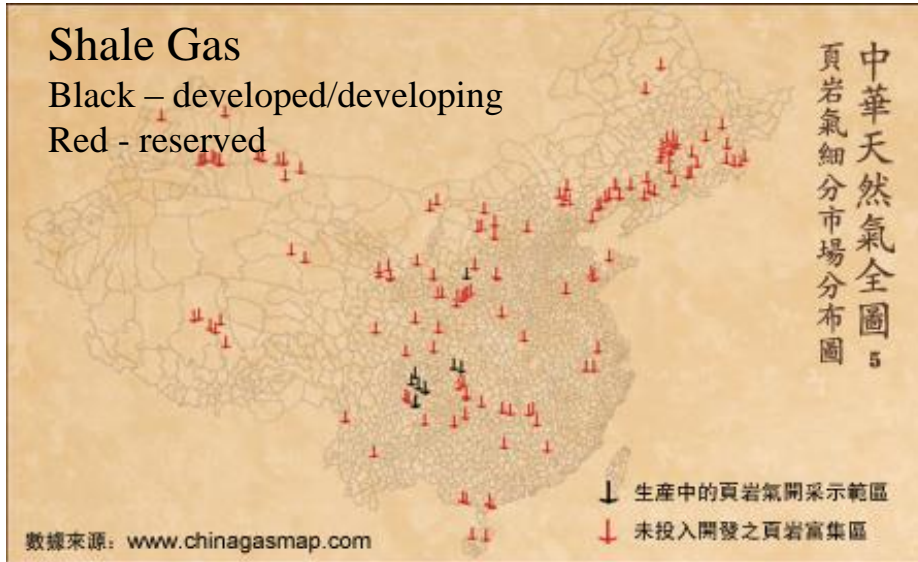 Shale Gas
Black – developed/developing
Red - reserved
中華天然氣全圖 5
頁岩氣細分市場分布圖
生産中的頁岩氣開采示範區
未投入開發之頁岩富集區
數據來源：www.chinagasmap.com